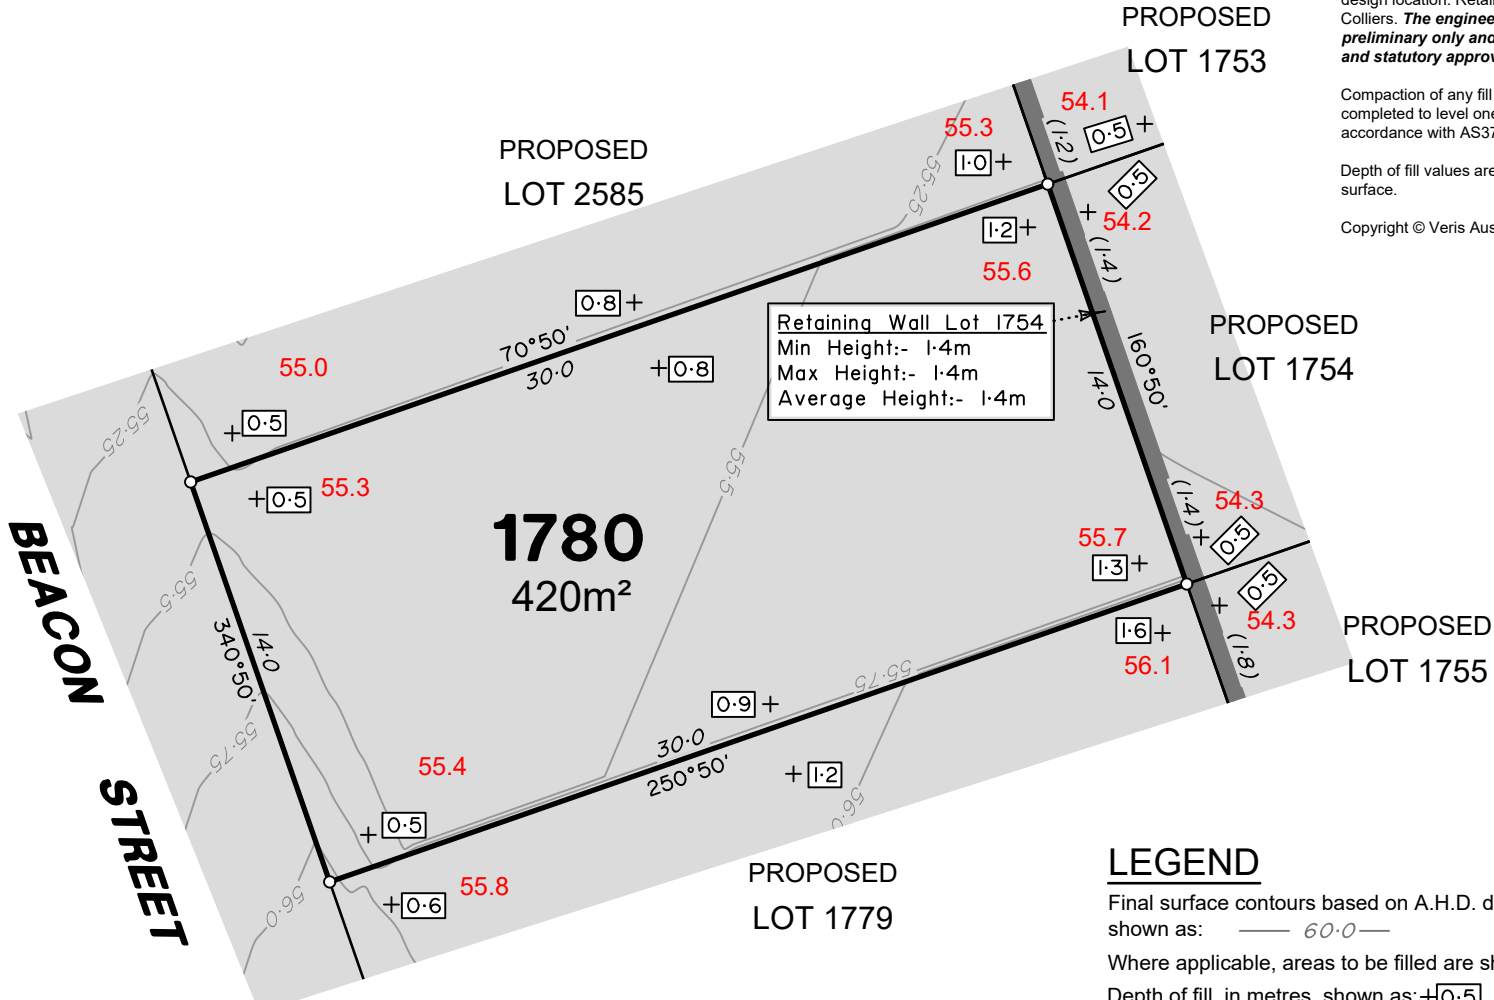 design location. Retai
Colliers. The enginee
preliminary only and
and statutory approv
Compaction of any fill
completed to level one
accordance with AS37
Depth of fill values are
surface.
Copyright © Veris Aus
PROPOSED
LOT 1753
PROPOSED
LOT 2585
54.1
(1·2)
0·5
55.3
1·0
55·25
0·5
54.2
1·2
55.6
(1·4)
0·8
70°50'
30·0
0·8
55.0
0·5
55·25
Retaining Wall Lot 1754
Min Height:- 1·4m
Max Height:- 1·4m
Average Height:- 1·4m
160°50'
14·0
PROPOSED
LOT 1754
0·5
55.3
55·5
1780
420m²
(1·4)
54.3
0·5
55.7
1·3
0·5
54.3
BEACON
STREET
55·5
340°50'
14·0
55·75
1·6
56.1
(1·8)
PROPOSED
LOT 1755
55·75
0·9
30·0
250°50'
1·2
56·0
55.4
0·5
55.8
0·6
56·0
PROPOSED
LOT 1779
LEGEND
Final surface contours based on A.H.D. d
shown as: 60·0
Where applicable, areas to be filled are sh
Depth of fill, in metres, shown as: 0·5